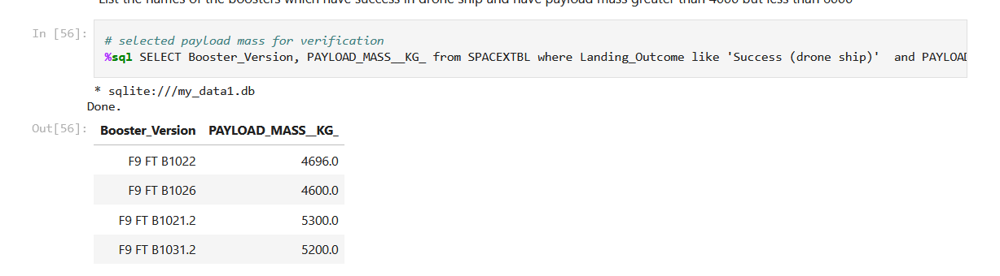 List the names of the boosters which have success in drone ship and have payload mass greater than 4000 but less than 6000
In [56]:
# selected payload mass for verification
%sql SELECT Booster_Version, PAYLOAD_MASS__KG_ from SPACEXTBL where Landing_Outcome like 'Success (drone ship)'  and PAYLOAD
* sqlite:///my_data1.db
Done.
Out[56]:
Booster_Version PAYLOAD_MASS__KG_
F9 FT B1022 4696.0
F9 FT B1026 4600.0
F9 FT B1021.2 5300.0
F9 FT B1031.2 5200.0